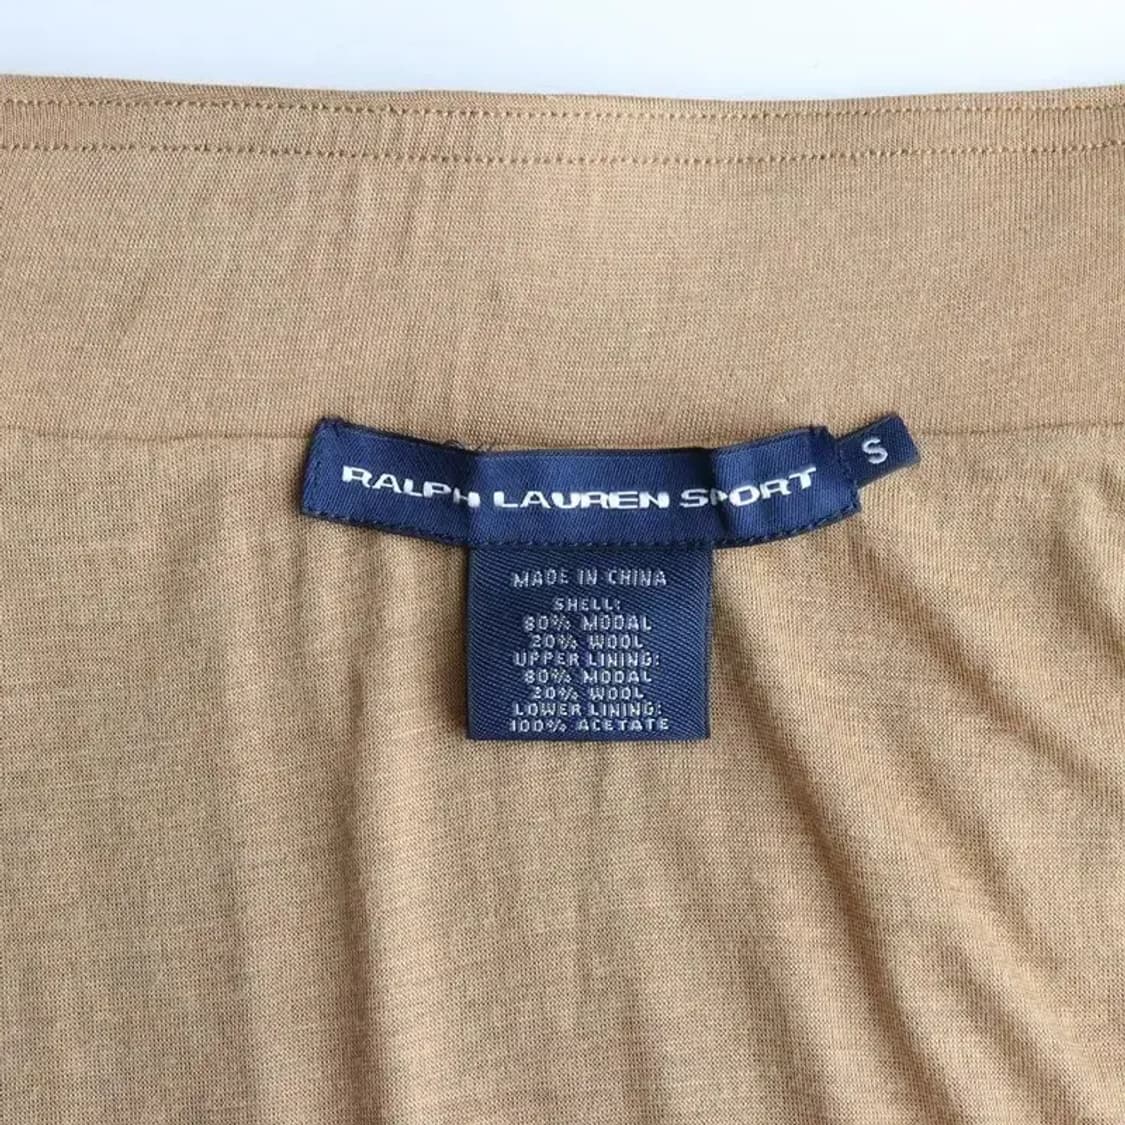 RALPH LAUREN SPORT
S
MADE IN CHINA
SHELL:
80% MODAL
20% WOOL
UPPER LINING:
80% MODAL
20% WOOL
LOWER LINING:
100% ACETATE